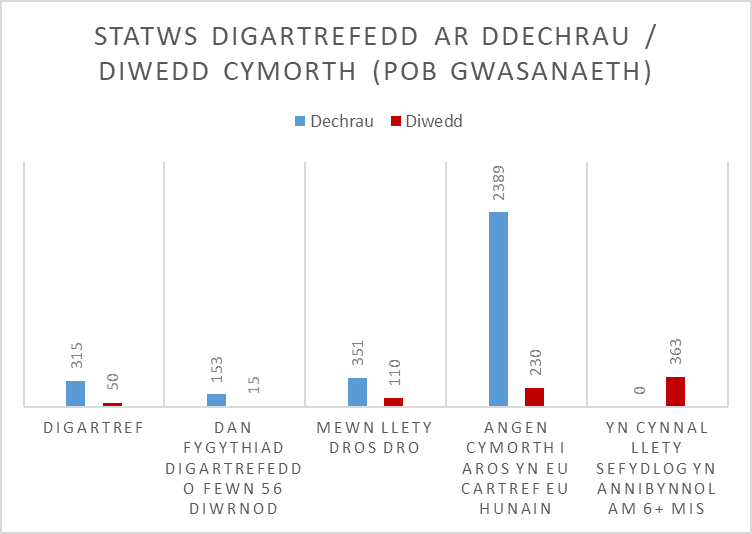 STATWS DIGARTREFEDD AR DDECHRAU /
DIWEDD CYMORTH (POB GWASANAETH)
Dechrau Diwedd
315 50 153 15 351 110 2389 230 0 363
DIGARTREF
DAN
FYGYTHIAD
DIGARTREFEDD
O FEWN 56
DIWRNOD
MEWN LLETY
DROS DRO
ANGEN
CYMORTH I
AROS YN EU
CARTREF EU
HUNAIN
YN CYNNAL
LLETY
SEFYDLOG YN
ANNIBYNNOL
AM 6+ MIS